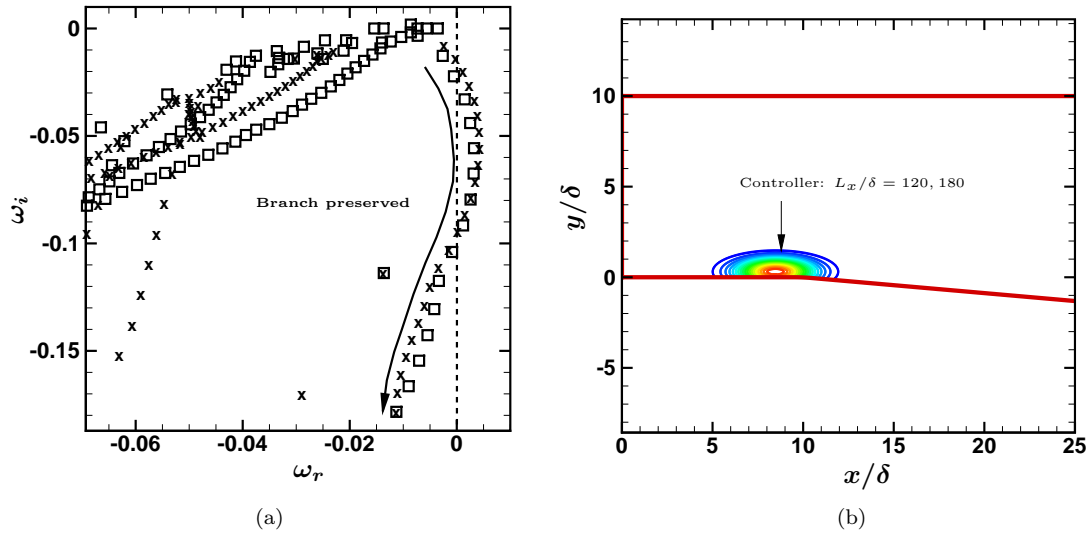 0
-0.05
-0.1
-0.15
ω_i
Branch preserved
-0.06 -0.04 -0.02 0
ω_r
(a)
10
5
0
-5
y/δ
Controller: L_x/δ = 120, 180
0 5 10 15 20 25
x/δ
(b)